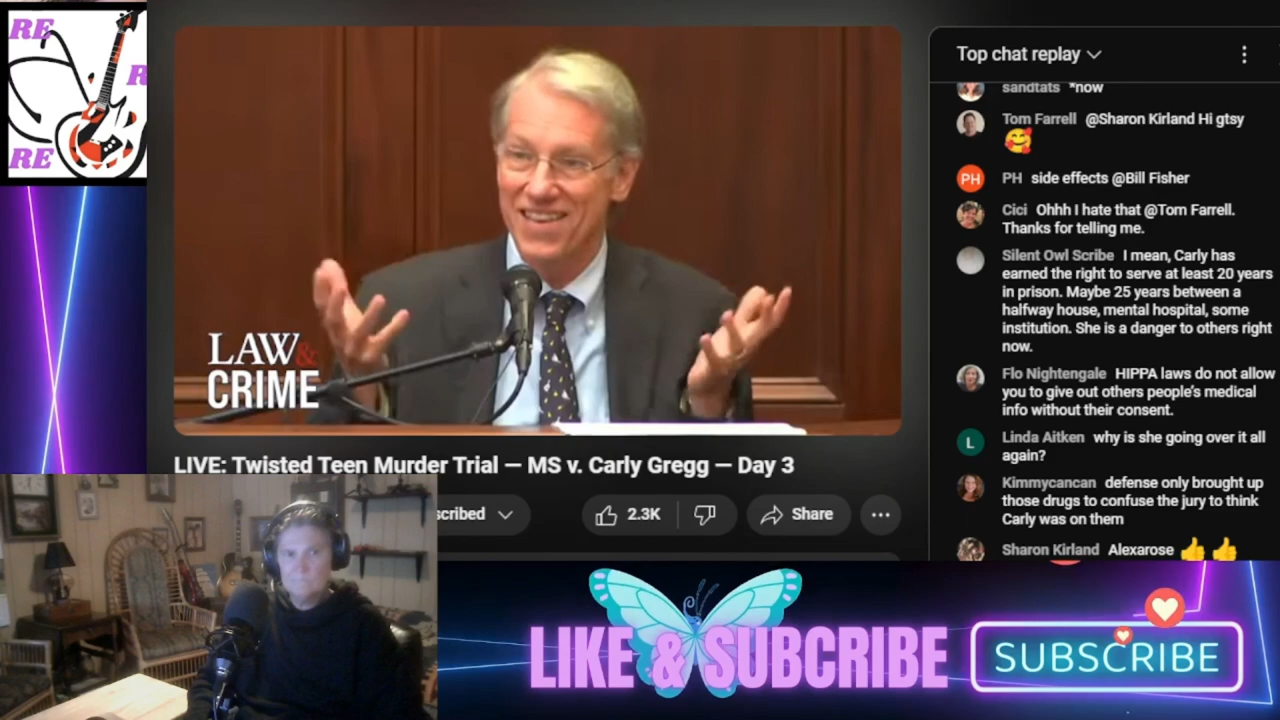 RE
R
RE
LAW&
CRIME
LIVE: Twisted Teen Murder Trial — MS v. Carly Gregg — Day 3
scribed
2.3K
Share
Top chat replay
sandtats *now
Tom Farrell @Sharon Kirland Hi gtsy
🥰
PH PH side effects @Bill Fisher
Cici Ohhh I hate that @Tom Farrell.
Thanks for telling me.
Silent Owl Scribe I mean, Carly has
earned the right to serve at least 20 years
in prison. Maybe 25 years between a
halfway house, mental hospital, some
institution. She is a danger to others right
now.
Flo Nightengale HIPPA laws do not allow
you to give out others people's medical
info without their consent.
L Linda Aitken why is she going over it all
again?
Kimmycancan defense only brought up
those drugs to confuse the jury to think
Carly was on them
Sharon Kirland Alexarose 👍👍
LIKE & SUBCRIBE
SUBSCRIBE